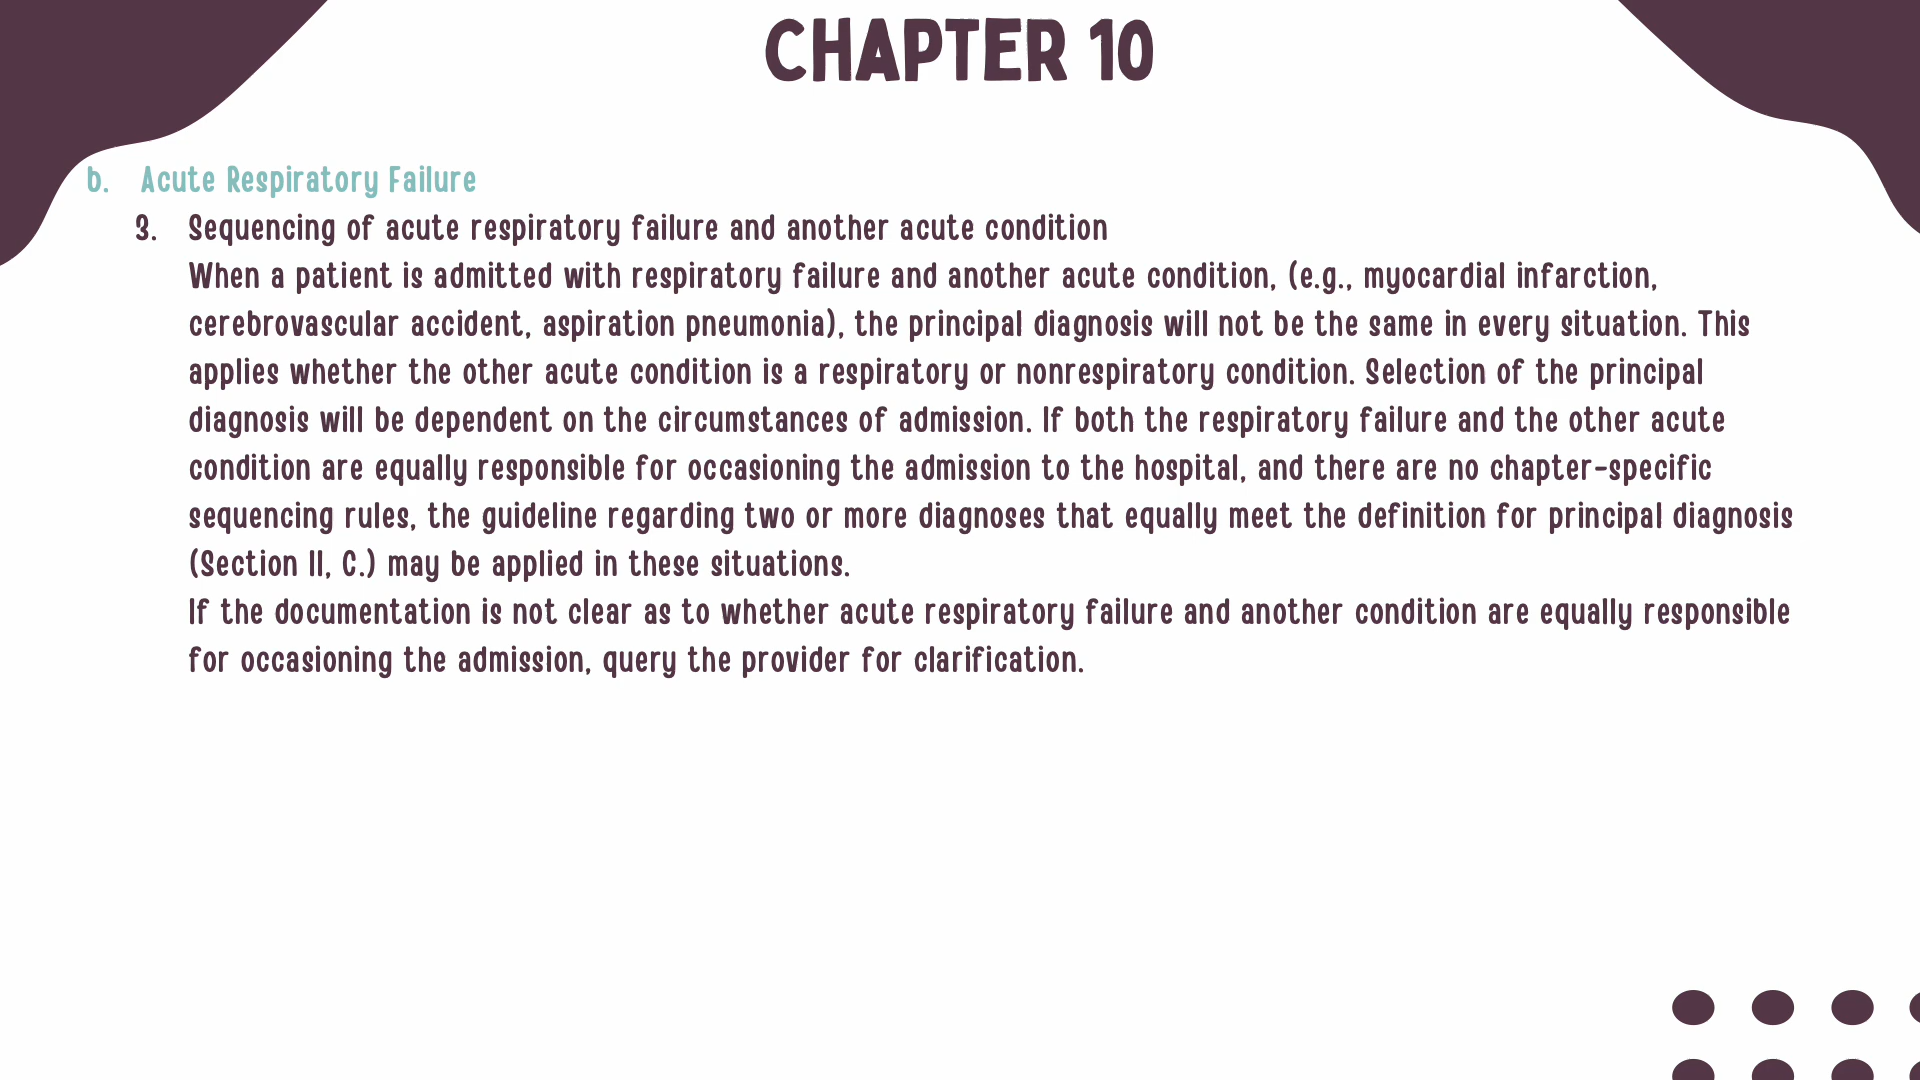 CHAPTER 10
b. Acute Respiratory Failure
3. Sequencing of acute respiratory failure and another acute condition
When a patient is admitted with respiratory failure and another acute condition, (e.g., myocardial infarction,
cerebrovascular accident, aspiration pneumonia), the principal diagnosis will not be the same in every situation. This
applies whether the other acute condition is a respiratory or nonrespiratory condition. Selection of the principal
diagnosis will be dependent on the circumstances of admission. If both the respiratory failure and the other acute
condition are equally responsible for occasioning the admission to the hospital, and there are no chapter-specific
sequencing rules, the guideline regarding two or more diagnoses that equally meet the definition for principal diagnosis
(Section II, C.) may be applied in these situations.
If the documentation is not clear as to whether acute respiratory failure and another condition are equally responsible
for occasioning the admission, query the provider for clarification.